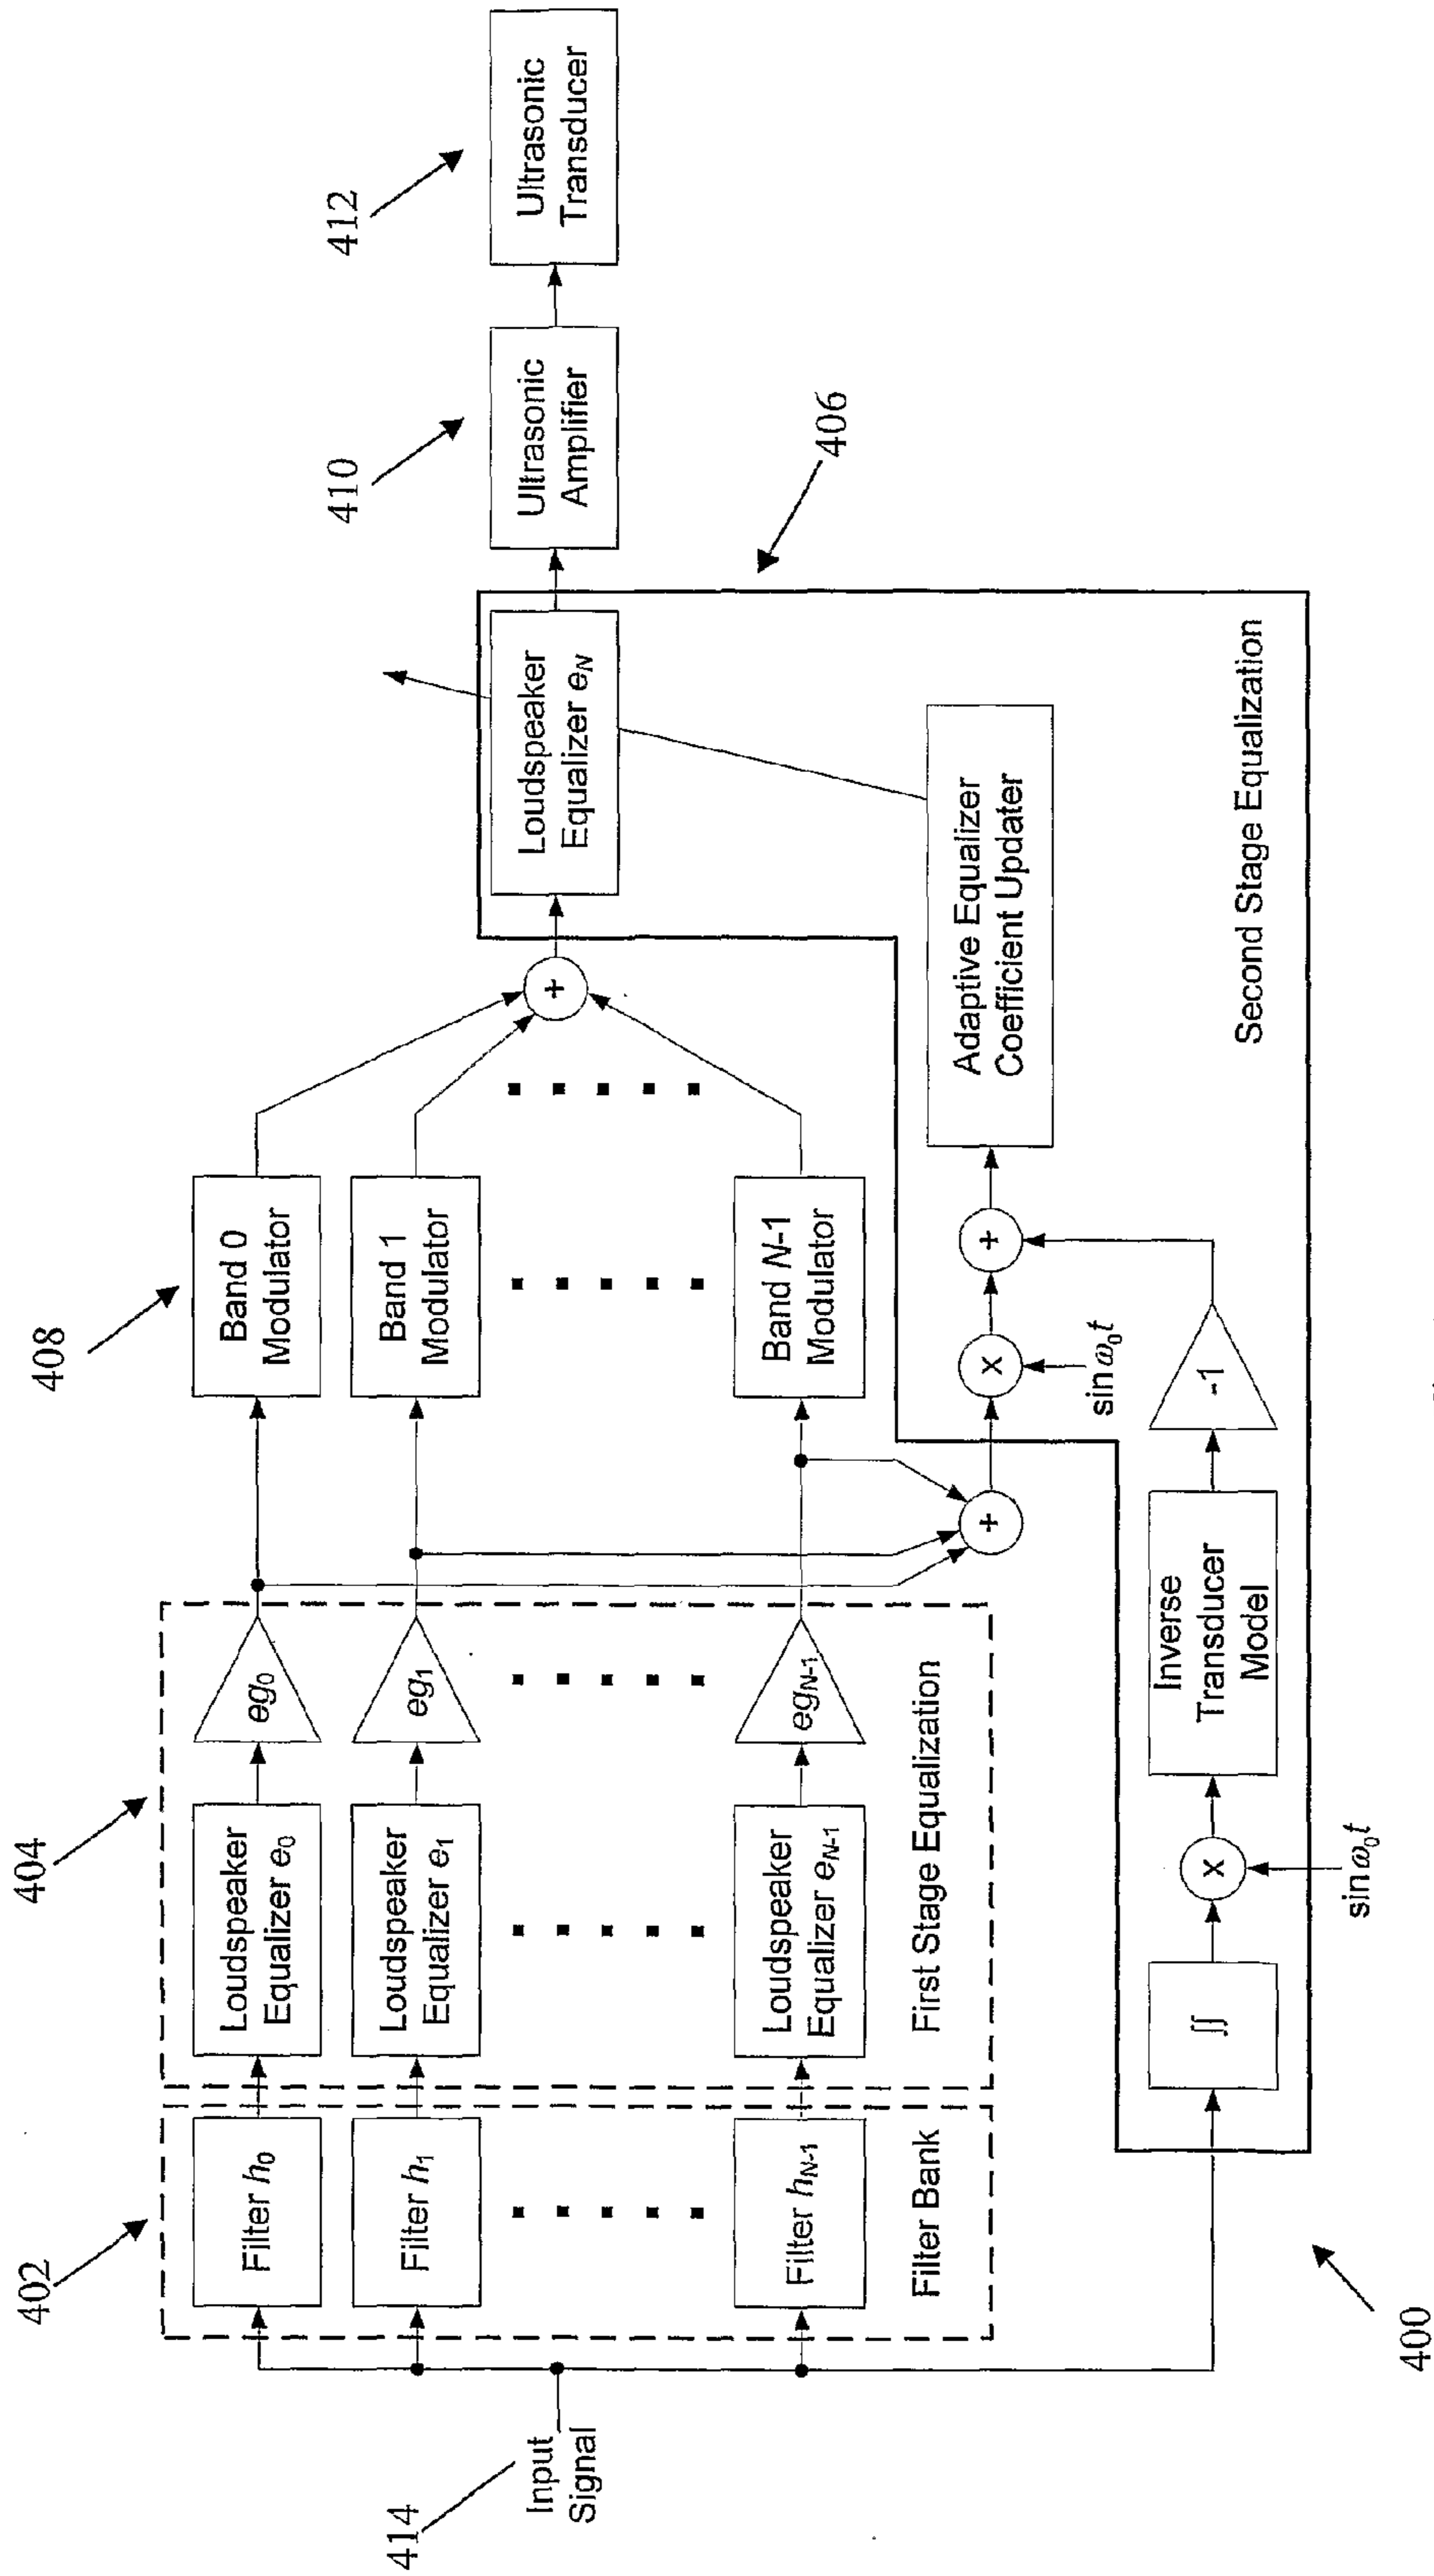 414
Input
Signal
402
Filter h0
Filter h1
Filter hN-1
Filter Bank
404
Loudspeaker
Equalizer e0
Loudspeaker
Equalizer e1
Loudspeaker
Equalizer eN-1
eg0
eg1
egN-1
First Stage Equalization
408
Band 0
Modulator
Band 1
Modulator
Band N-1
Modulator
+
+
∫∫
x
sin ω0t
Inverse
Transducer
Model
-1
x
sin ω0t
+
Adaptive Equalizer
Coefficient Updater
Loudspeaker
Equalizer eN
Second Stage Equalization
406
410
Ultrasonic
Amplifier
412
Ultrasonic
Transducer
400